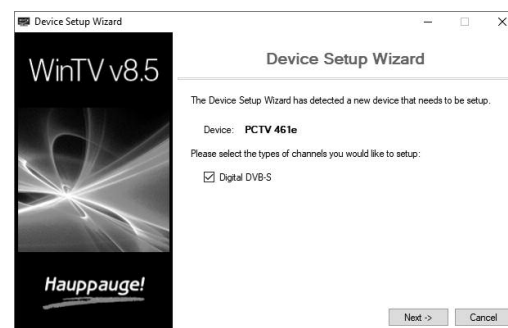 Device Setup Wizard
WinTV v8.5
Device Setup Wizard
The Device Setup Wizard has detected a new device that needs to be setup.
Device: PCTV 461e
Please select the types of channels you would like to setup:
Digital DVB-S
Hauppauge!
Next ->
Cancel